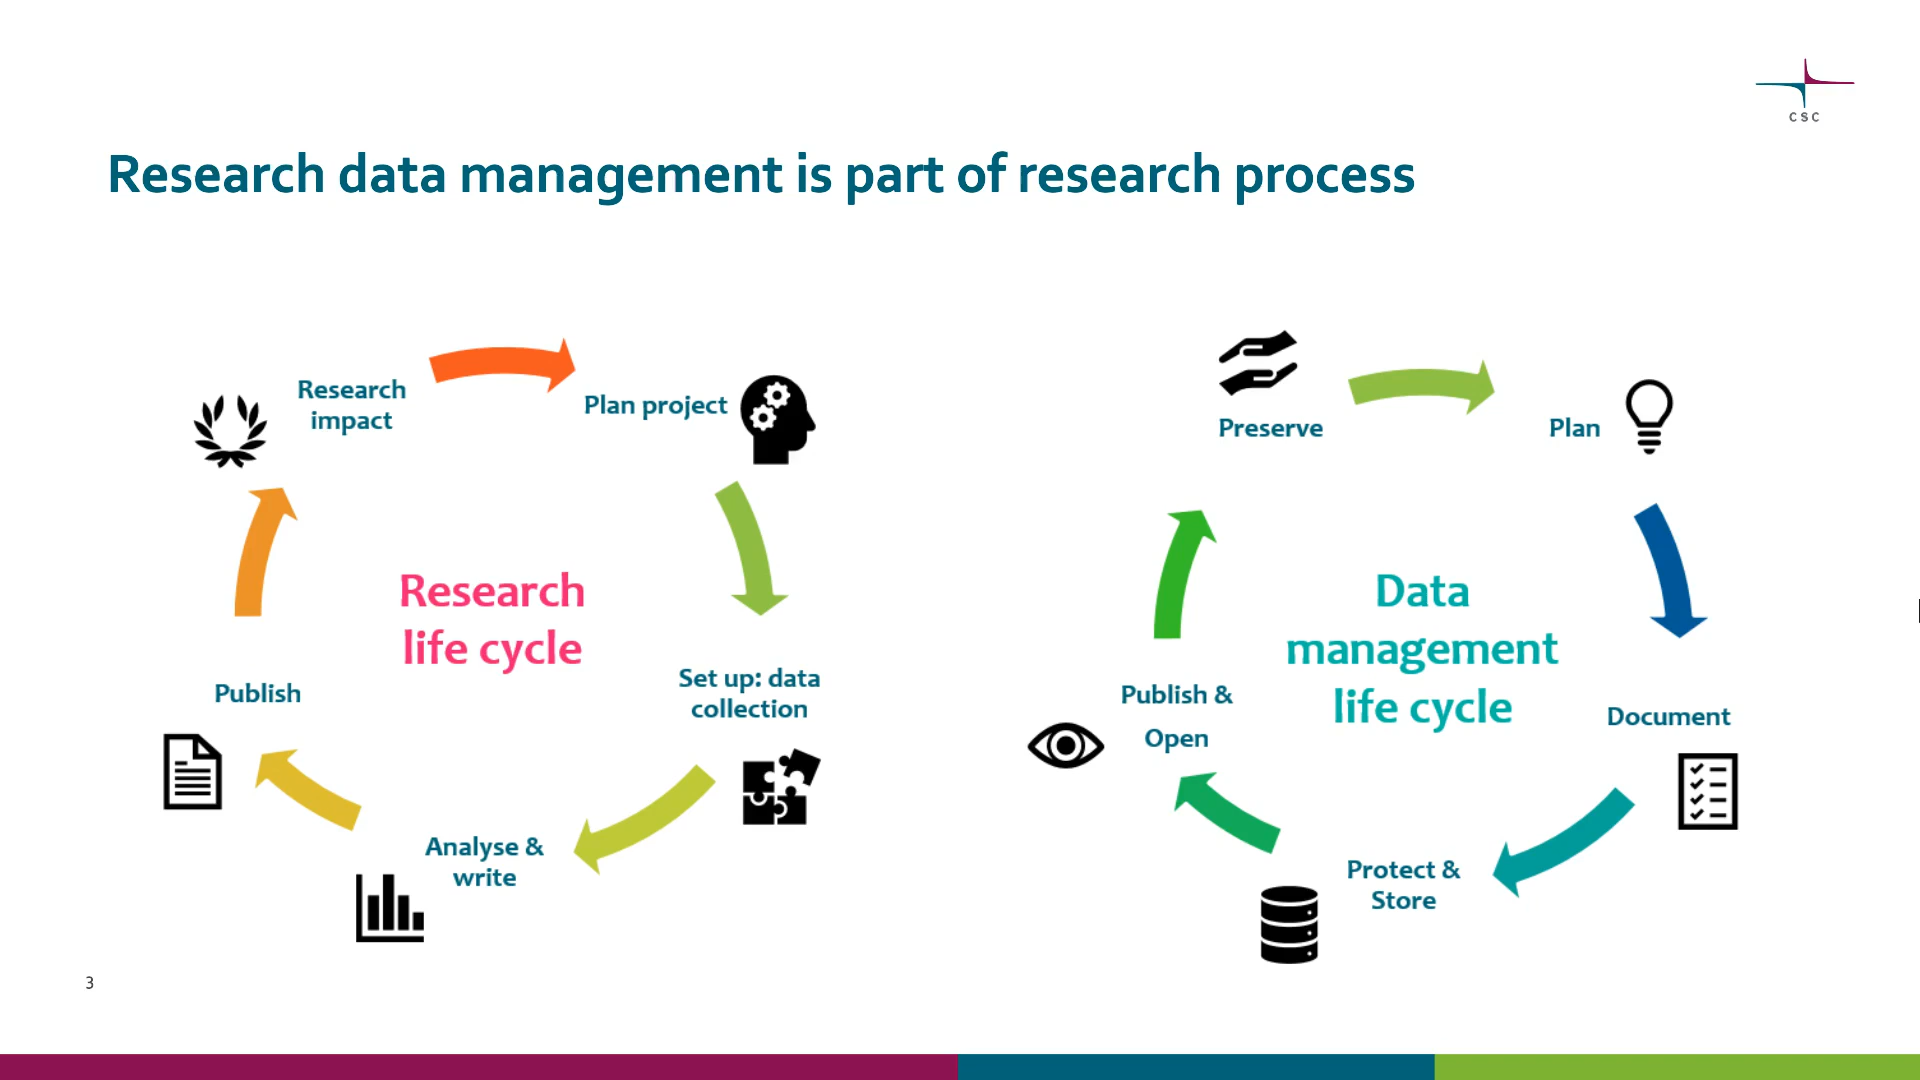 CSC
Research data management is part of research process
Research
impact
Plan project
Research
life cycle
Set up: data
collection
Publish
Analyse &
write
Preserve
Plan
Data
management
life cycle
Publish &
Open
Document
Protect &
Store
3